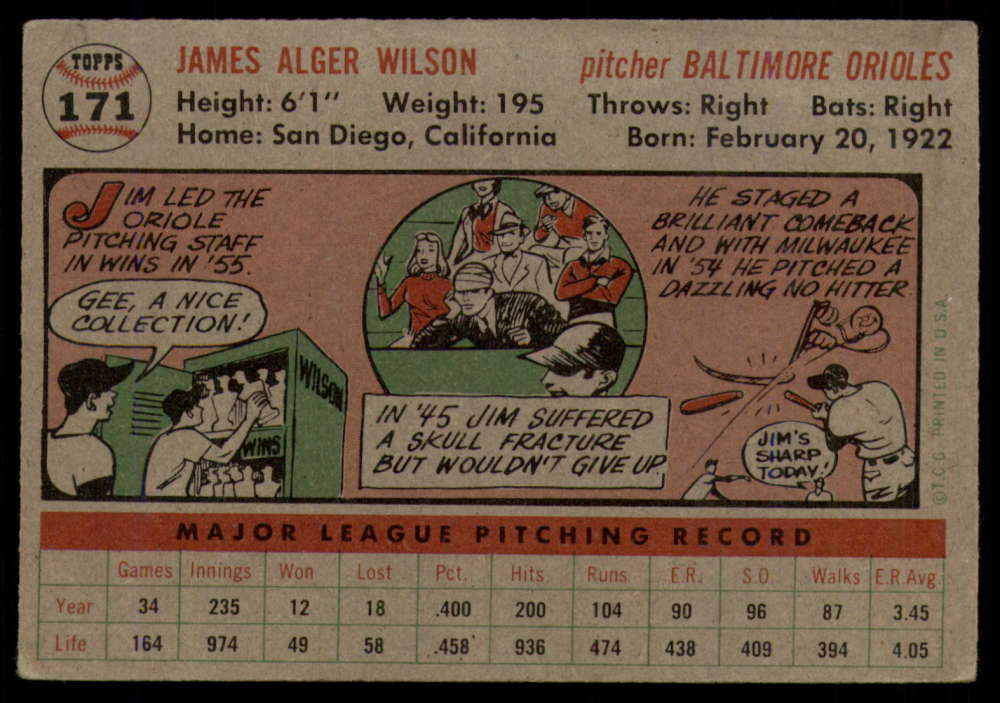 TOPPS
171
JAMES ALGER WILSON pitcher BALTIMORE ORIOLES
Height: 6'1" Weight: 195 Throws: Right Bats: Right
Home: San Diego, California Born: February 20, 1922
JIM LED THE
ORIOLE
PITCHING STAFF
IN WINS IN '55.
GEE, A NICE
COLLECTION!
WILSON
WINS
IN '45 JIM SUFFERED
A SKULL FRACTURE
BUT WOULDN'T GIVE UP.
HE STAGED A
BRILLIANT COMEBACK
AND WITH MILWAUKEE
IN '54 HE PITCHED A
DAZZLING NO HITTER.
JIM'S
SHARP
TODAY!
©T.C.G. PRINTED IN U.S.A.
MAJOR LEAGUE PITCHING RECORD
Games Innings Won Lost Pct. Hits Runs E.R. S.O. Walks E.R.Avg.
Year 34 235 12 18 .400 200 104 90 96 87 3.45
Life 164 974 49 58 .458 936 474 438 409 394 4.05